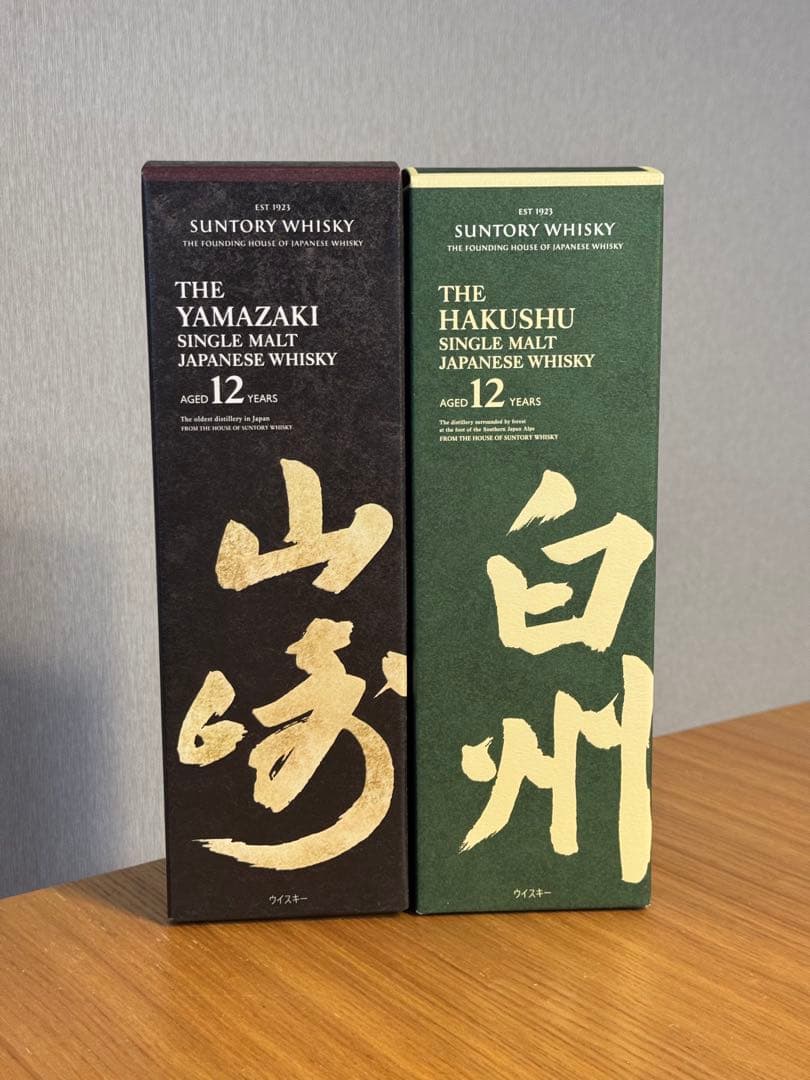 EST 1923
SUNTORY WHISKY
THE FOUNDING HOUSE OF JAPANESE WHISKY
THE
YAMAZAKI
SINGLE MALT
JAPANESE WHISKY
AGED 12 YEARS
The oldest distillery in Japan
FROM THE HOUSE OF SUNTORY WHISKY
山
崎
ウイスキー
EST 1923
SUNTORY WHISKY
THE FOUNDING HOUSE OF JAPANESE WHISKY
THE
HAKUSHU
SINGLE MALT
JAPANESE WHISKY
AGED 12 YEARS
The distillery surrounded by forest
at the foot of the Southern Japan Alps
FROM THE HOUSE OF SUNTORY WHISKY
白
州
ウイスキー